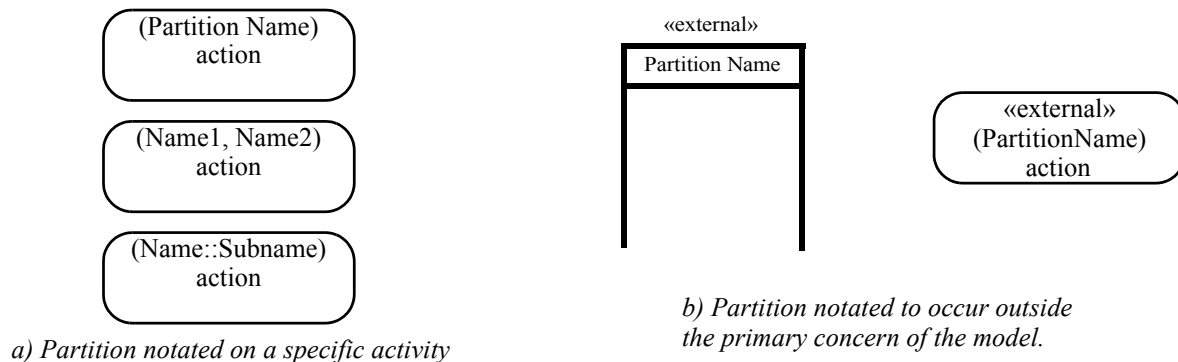 (Partition Name)
action
(Name1, Name2)
action
(Name::Subname)
action
a) Partition notated on a specific activity
«external»
Partition Name
«external»
(PartitionName)
action
b) Partition notated to occur outside
the primary concern of the model.